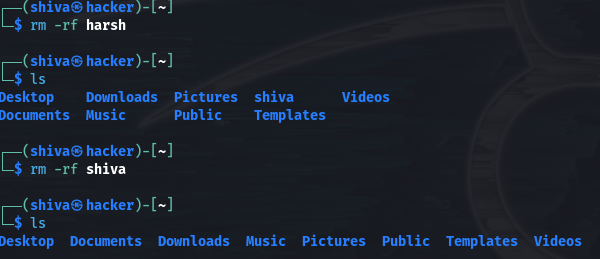 ┌──(shiva㉿hacker)-[~]
└─$ rm -rf harsh
┌──(shiva㉿hacker)-[~]
└─$ ls
Desktop Downloads Pictures shiva Videos
Documents Music Public Templates
┌──(shiva㉿hacker)-[~]
└─$ rm -rf shiva
┌──(shiva㉿hacker)-[~]
└─$ ls
Desktop Documents Downloads Music Pictures Public Templates Videos